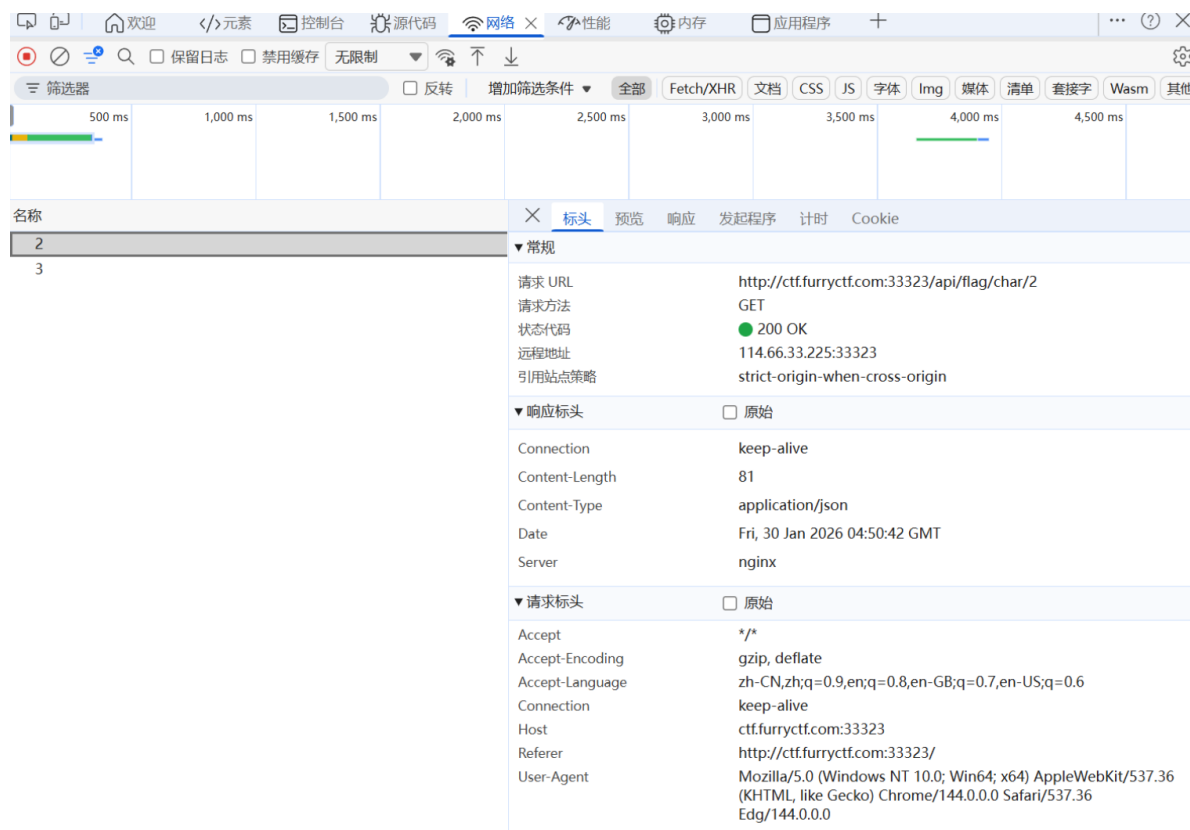 欢迎 元素 控制台 源代码 网络 性能 内存 应用程序
保留日志 禁用缓存 无限制
筛选器 反转 增加筛选条件 全部 Fetch/XHR 文档 CSS JS 字体 Img 媒体 清单 套接字 Wasm 其他
500 ms 1,000 ms 1,500 ms 2,000 ms 2,500 ms 3,000 ms 3,500 ms 4,000 ms 4,500 ms
名称
2
3
标头 预览 响应 发起程序 计时 Cookie
常规
请求 URL http://ctf.furryctf.com:33323/api/flag/char/2
请求方法 GET
状态代码 200 OK
远程地址 114.66.33.225:33323
引用站点策略 strict-origin-when-cross-origin
响应标头 原始
Connection keep-alive
Content-Length 81
Content-Type application/json
Date Fri, 30 Jan 2026 04:50:42 GMT
Server nginx
请求标头 原始
Accept */*
Accept-Encoding gzip, deflate
Accept-Language zh-CN,zh;q=0.9,en;q=0.8,en-GB;q=0.7,en-US;q=0.6
Connection keep-alive
Host ctf.furryctf.com:33323
Referer http://ctf.furryctf.com:33323/
User-Agent Mozilla/5.0 (Windows NT 10.0; Win64; x64) AppleWebKit/537.36
(KHTML, like Gecko) Chrome/144.0.0.0 Safari/537.36
Edg/144.0.0.0